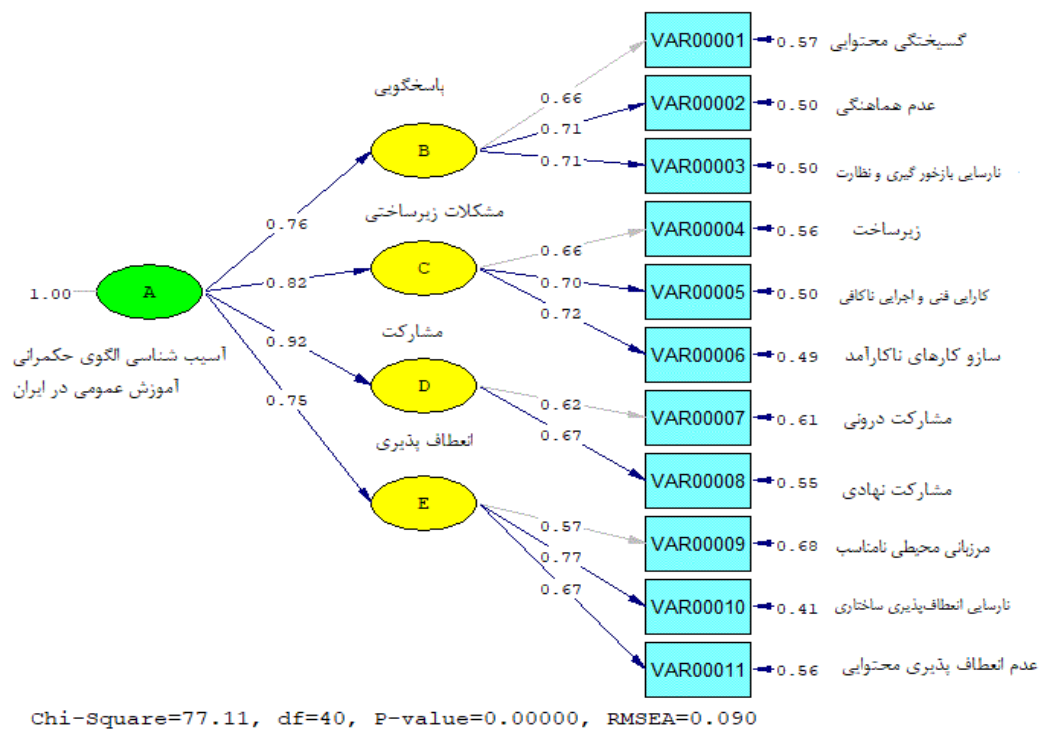 VAR00001
0.57
گسیختگی محتوایی
پاسخگویی
0.66
VAR00002
0.50
عدم هماهنگی
0.71
B
0.71
VAR00003
0.50
نارسایی بازخور گیری و نظارت
مشکلات زیرساختی
0.76
VAR00004
0.56
زیرساخت
0.66
C
0.70
0.82
1.00
A
VAR00005
0.50
کارایی فنی و اجرایی ناکافی
0.72
مشارکت
0.92
آسیب شناسی الگوی حکمرانی
آموزش عمومی در ایران
VAR00006
0.49
سازو کارهای ناکارآمد
D
0.62
0.75
VAR00007
0.61
مشارکت درونی
0.67
انعطاف پذیری
VAR00008
0.55
مشارکت نهادی
E
0.57
VAR00009
0.68
مرزبانی محیطی نامناسب
0.77
0.67
VAR00010
0.41
نارسایی انعطاف‌پذیری ساختاری
VAR00011
0.56
عدم انعطاف پذیری محتوایی
Chi-Square=77.11, df=40, P-value=0.00000, RMSEA=0.090